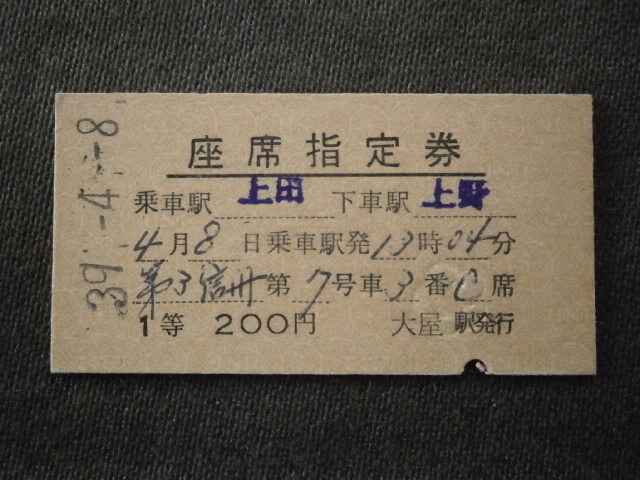 39.-4.-8
座席指定券
乗車駅 上田 下車駅 上野
4月8日乗車駅発13時04分
第3信州第7号車3番C席
1等 200円 大屋駅発行